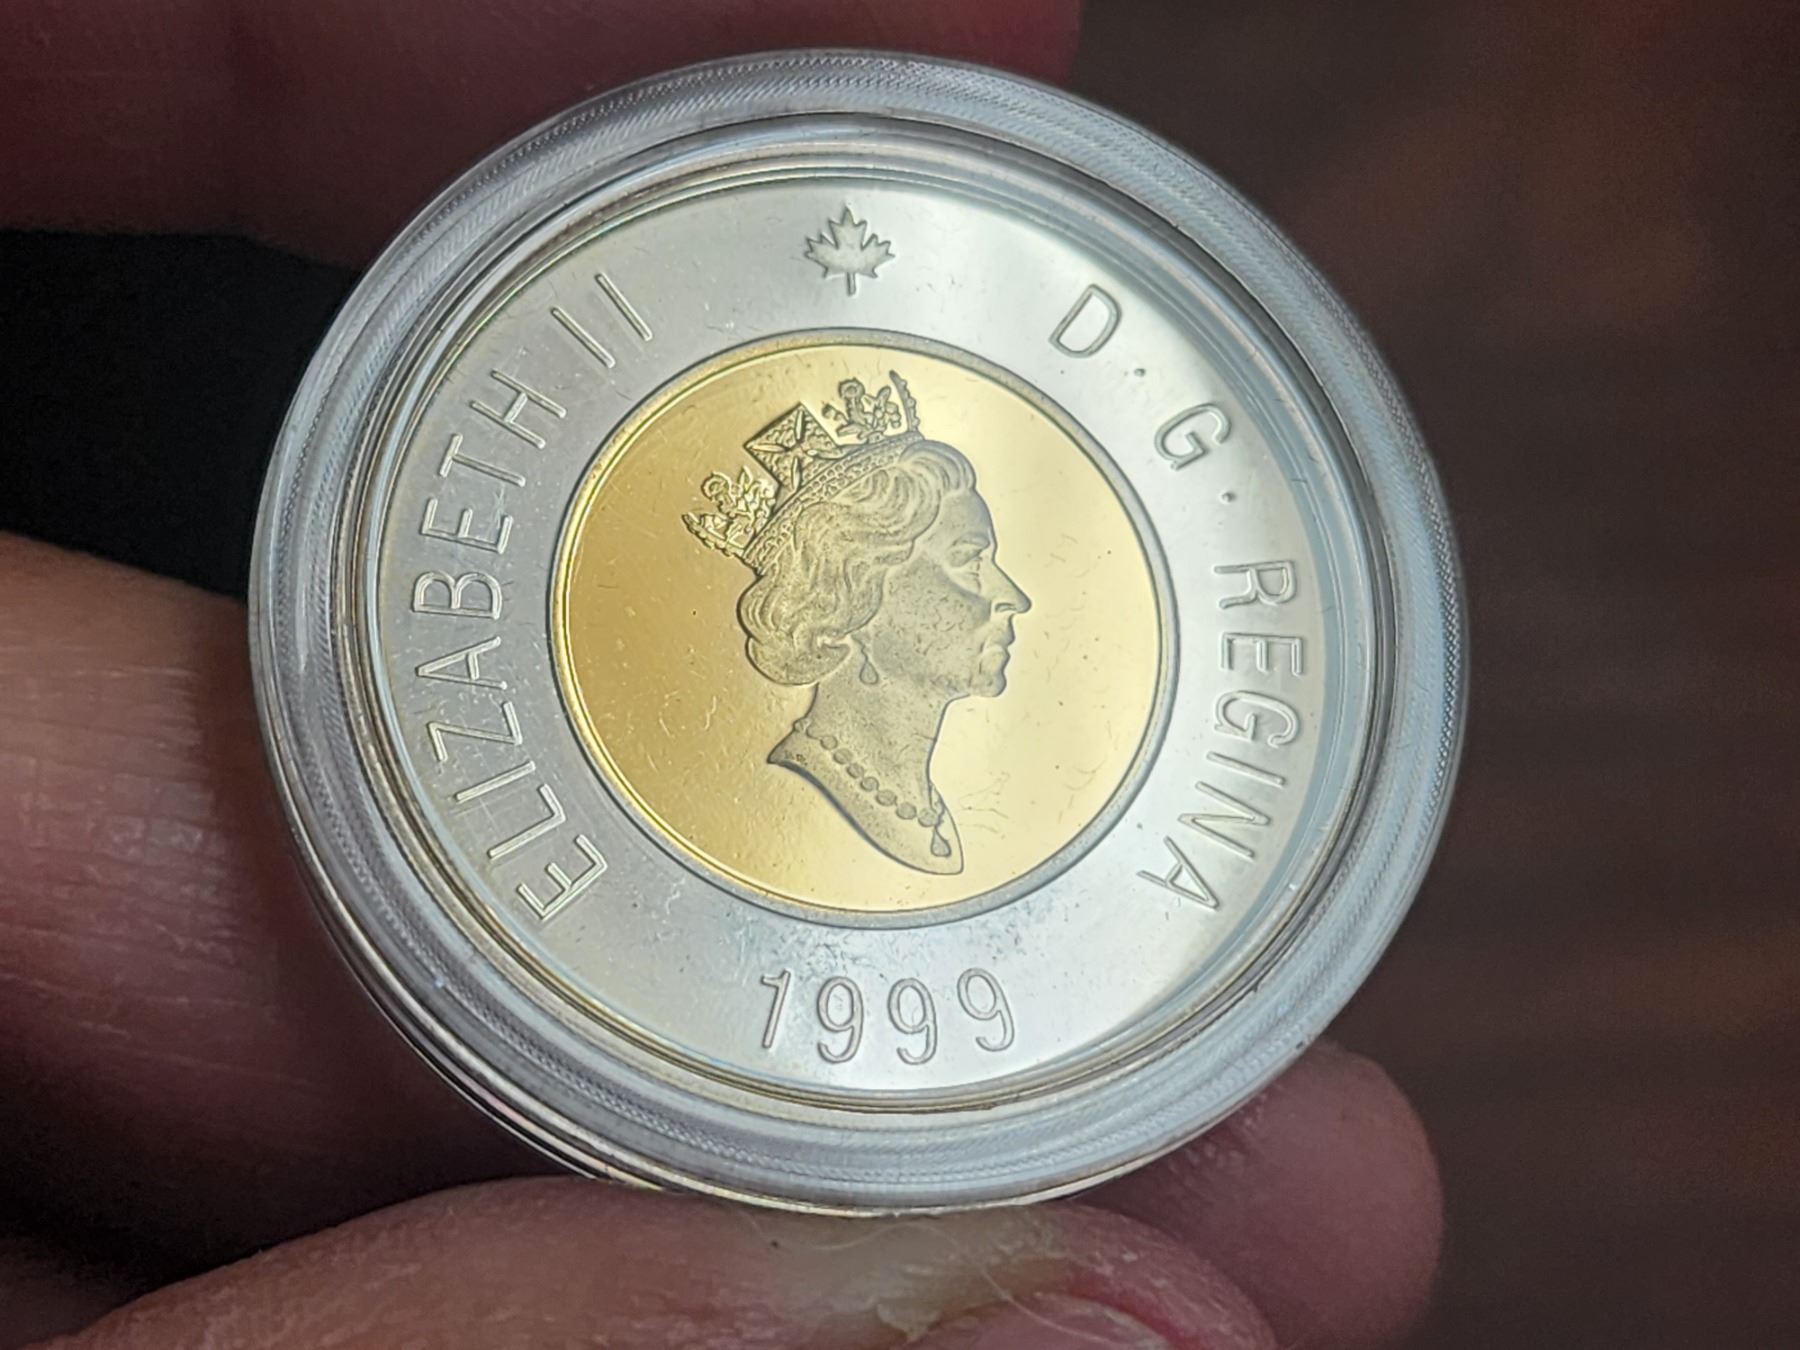 ELIZABETH II D · G · REGINA
1999